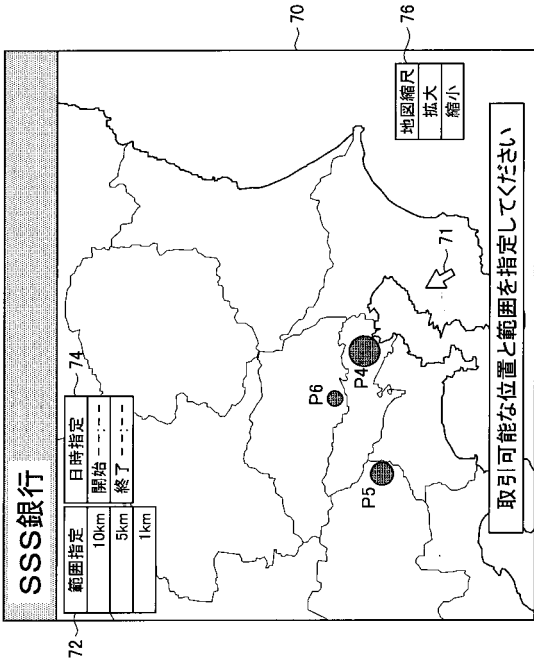 SSS銀行
72
範囲指定
10km
5km
1km
74
日時指定
開始 --:--
終了 --:--
70
76
地図縮尺
拡大
縮小
71
P4
P5
P6
取引可能な位置と範囲を指定してください